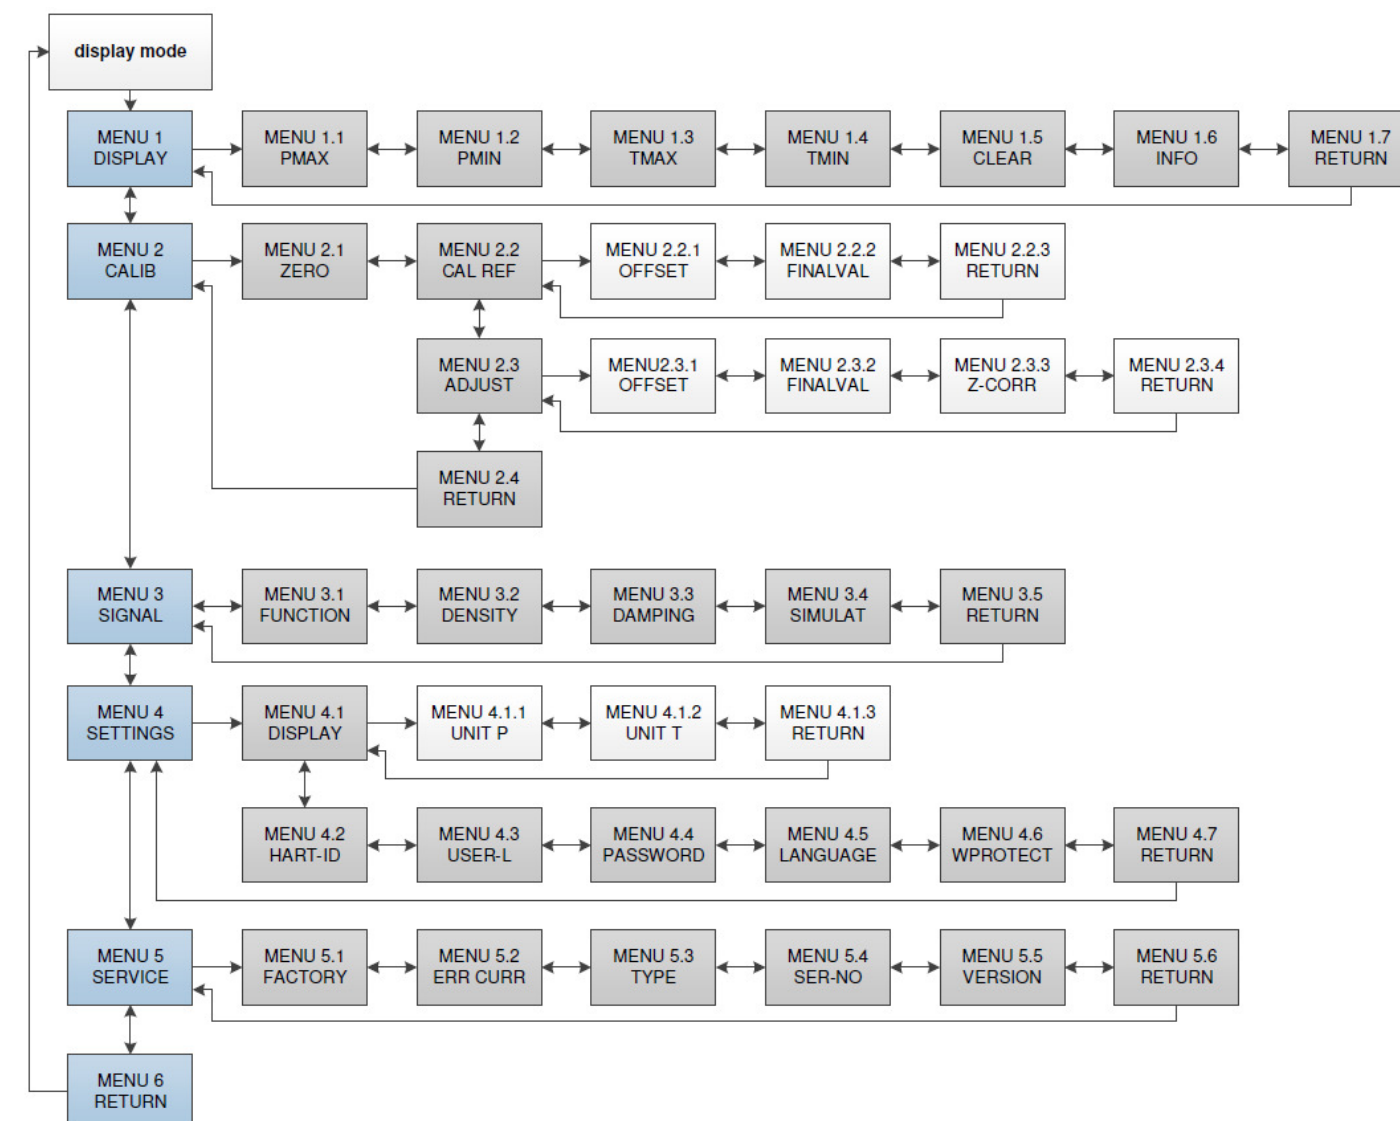 display mode
MENU 1
DISPLAY
MENU 1.1
PMAX
MENU 1.2
PMIN
MENU 1.3
TMAX
MENU 1.4
TMIN
MENU 1.5
CLEAR
MENU 1.6
INFO
MENU 1.7
RETURN
MENU 2
CALIB
MENU 2.1
ZERO
MENU 2.2
CAL REF
MENU 2.2.1
OFFSET
MENU 2.2.2
FINALVAL
MENU 2.2.3
RETURN
MENU 2.3
ADJUST
MENU2.3.1
OFFSET
MENU 2.3.2
FINALVAL
MENU 2.3.3
Z-CORR
MENU 2.3.4
RETURN
MENU 2.4
RETURN
MENU 3
SIGNAL
MENU 3.1
FUNCTION
MENU 3.2
DENSITY
MENU 3.3
DAMPING
MENU 3.4
SIMULAT
MENU 3.5
RETURN
MENU 4
SETTINGS
MENU 4.1
DISPLAY
MENU 4.1.1
UNIT P
MENU 4.1.2
UNIT T
MENU 4.1.3
RETURN
MENU 4.2
HART-ID
MENU 4.3
USER-L
MENU 4.4
PASSWORD
MENU 4.5
LANGUAGE
MENU 4.6
WPROTECT
MENU 4.7
RETURN
MENU 5
SERVICE
MENU 5.1
FACTORY
MENU 5.2
ERR CURR
MENU 5.3
TYPE
MENU 5.4
SER-NO
MENU 5.5
VERSION
MENU 5.6
RETURN
MENU 6
RETURN